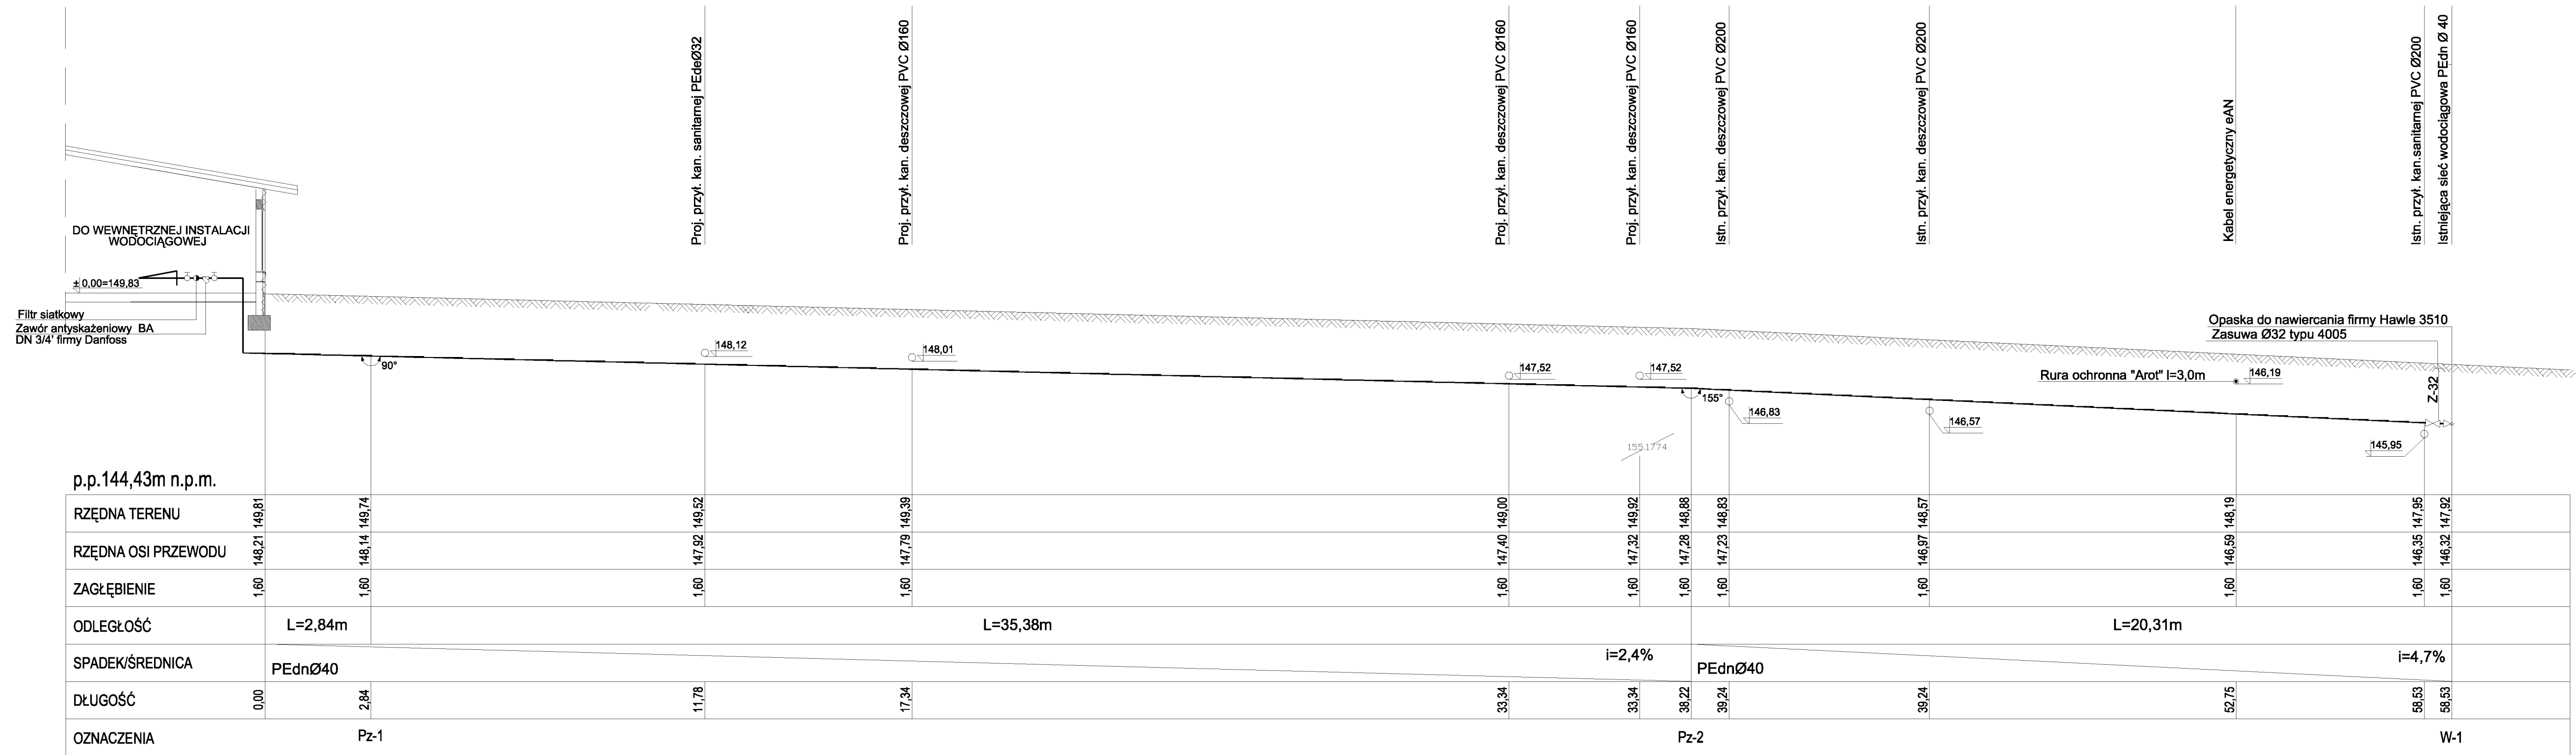 Proj. przył. kan. sanitarnej PEdeØ32
Proj. przył. kan. deszczowej PVC Ø160
Proj. przył. kan. deszczowej PVC Ø160
Proj. przył. kan. deszczowej PVC Ø160
Istn. przył. kan. deszczowej PVC Ø200
Istn. przył. kan. deszczowej PVC Ø200
Kabel energetyczny eAN
Istn. przył. kan.sanitarnej PVC Ø200
Istniejąca sieć wodociągowa PEdn Ø 40
DO WEWNĘTRZNEJ INSTALACJI
WODOCIĄGOWEJ
± 0,00=149,83
Filtr siatkowy
Zawór antyskażeniowy BA
DN 3/4' firmy Danfoss
Opaska do nawiercania firmy Hawle 3510
Zasuwa Ø32 typu 4005
148,12
148,01
147,52
147,52
90°
Rura ochronna "Arot" l=3,0m
146,19
Z-32
155°
146,83
146,57
145,95
155.1774
p.p.144,43m n.p.m.
RZĘDNA TERENU 149,81 149,74 149,52 149,39 149,00 149,92 148,88 148,83 148,57 148,19 147,95 147,92
RZĘDNA OSI PRZEWODU 148,21 148,14 147,92 147,79 147,40 147,32 147,28 147,23 146,97 146,59 146,35 146,32
ZAGŁĘBIENIE 1,60 1,60 1,60 1,60 1,60 1,60 1,60 1,60 1,60 1,60 1,60 1,60
ODLEGŁOŚĆ L=2,84m L=35,38m L=20,31m
SPADEK/ŚREDNICA PEdnØ40 i=2,4% PEdnØ40 i=4,7%
DŁUGOŚĆ 0,00 2,84 11,78 17,34 33,34 33,34 38,22 39,24 39,24 52,75 58,53 58,53
OZNACZENIA Pz-1 Pz-2 W-1